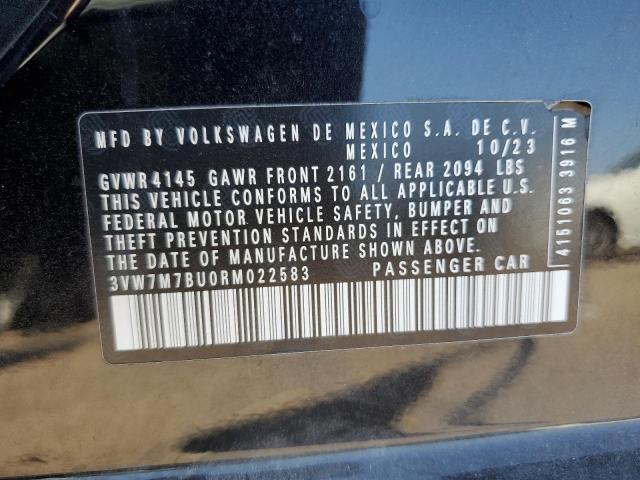 MFD BY VOLKSWAGEN DE MEXICO S.A. DE C.V.
MEXICO 10/23
GVWR 4145 GAWR FRONT 2161 / REAR 2094 LBS
THIS VEHICLE CONFORMS TO ALL APPLICABLE U.S.
FEDERAL MOTOR VEHICLE SAFETY, BUMPER AND
THEFT PREVENTION STANDARDS IN EFFECT ON
THE DATE OF MANUFACTURE SHOWN ABOVE.
3VW7M7BU0RM022583 PASSENGER CAR
4151063 3916 M